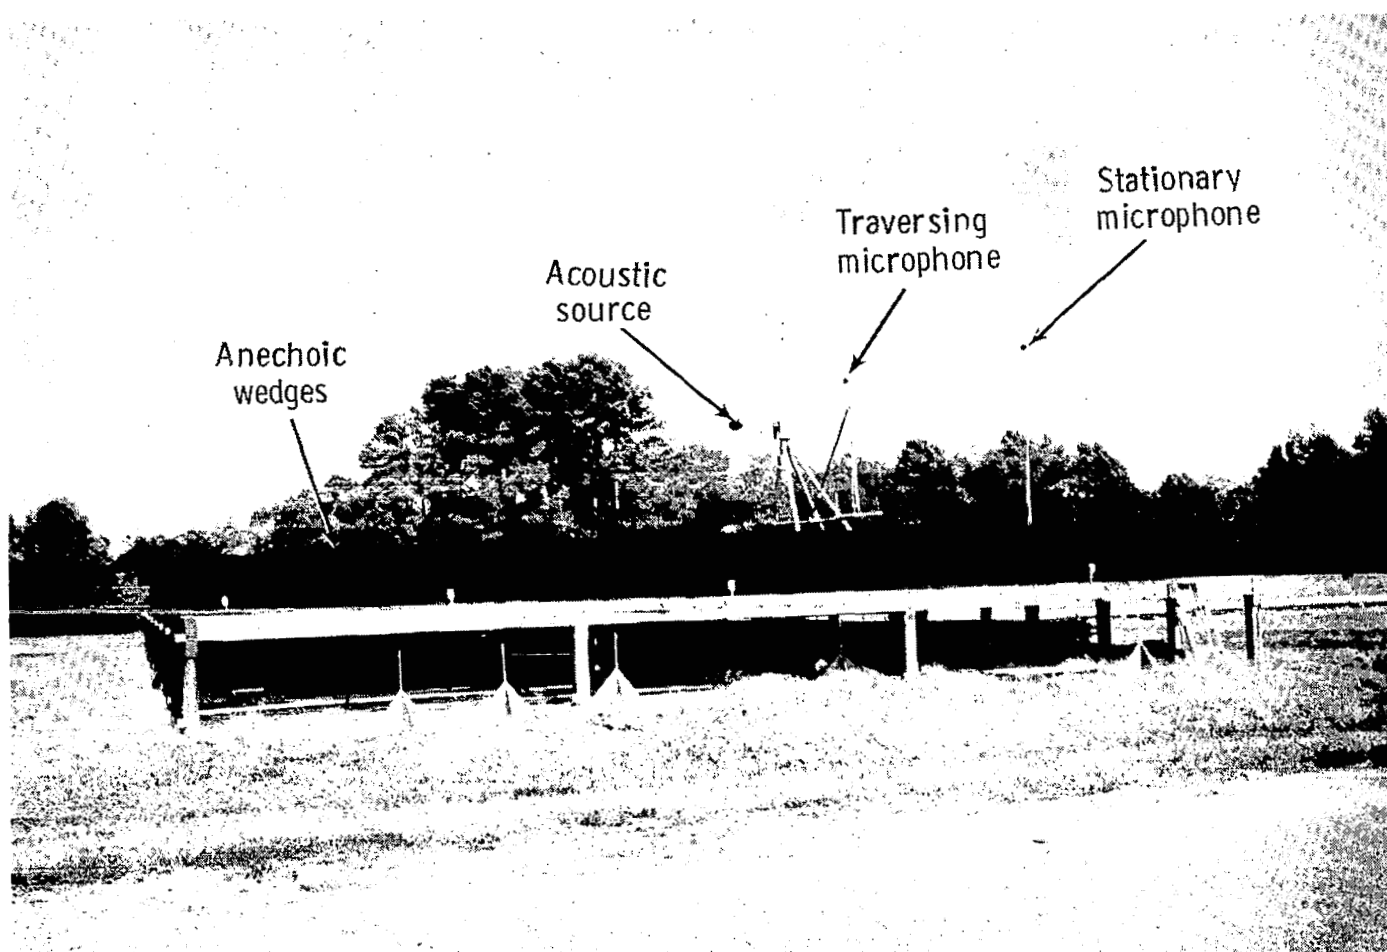 Stationary
microphone
Traversing
microphone
Acoustic
source
Anechoic
wedges